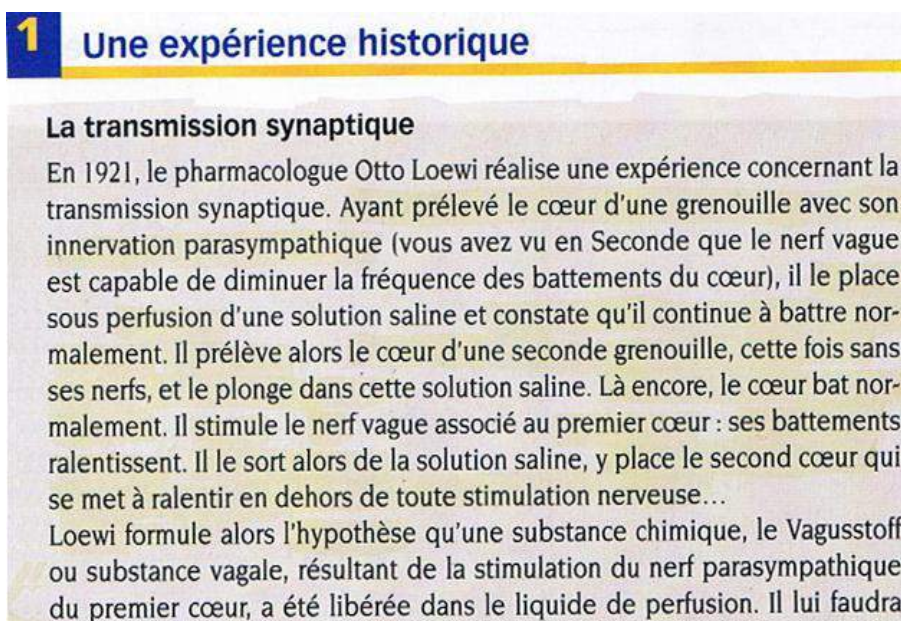 1 Une expérience historique
La transmission synaptique
En 1921, le pharmacologue Otto Loewi réalise une expérience concernant la
transmission synaptique. Ayant prélevé le cœur d'une grenouille avec son
innervation parasympathique (vous avez vu en Seconde que le nerf vague
est capable de diminuer la fréquence des battements du cœur), il le place
sous perfusion d'une solution saline et constate qu'il continue à battre nor-
malement. Il prélève alors le cœur d'une seconde grenouille, cette fois sans
ses nerfs, et le plonge dans cette solution saline. Là encore, le cœur bat nor-
malement. Il stimule le nerf vague associé au premier cœur : ses battements
ralentissent. Il le sort alors de la solution saline, y place le second cœur qui
se met à ralentir en dehors de toute stimulation nerveuse...
Loewi formule alors l'hypothèse qu'une substance chimique, le Vagusstoff
ou substance vagale, résultant de la stimulation du nerf parasympathique
du premier cœur, a été libérée dans le liquide de perfusion. Il lui faudra